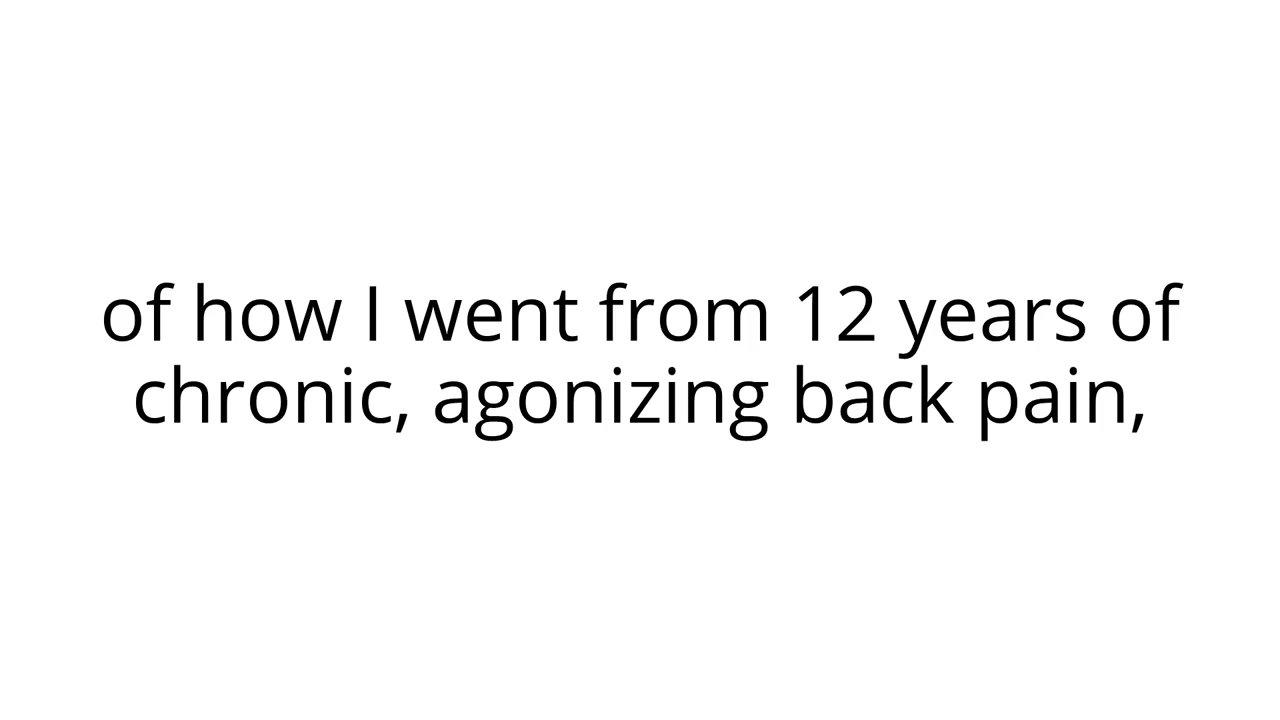 of how I went from 12 years of
chronic, agonizing back pain,